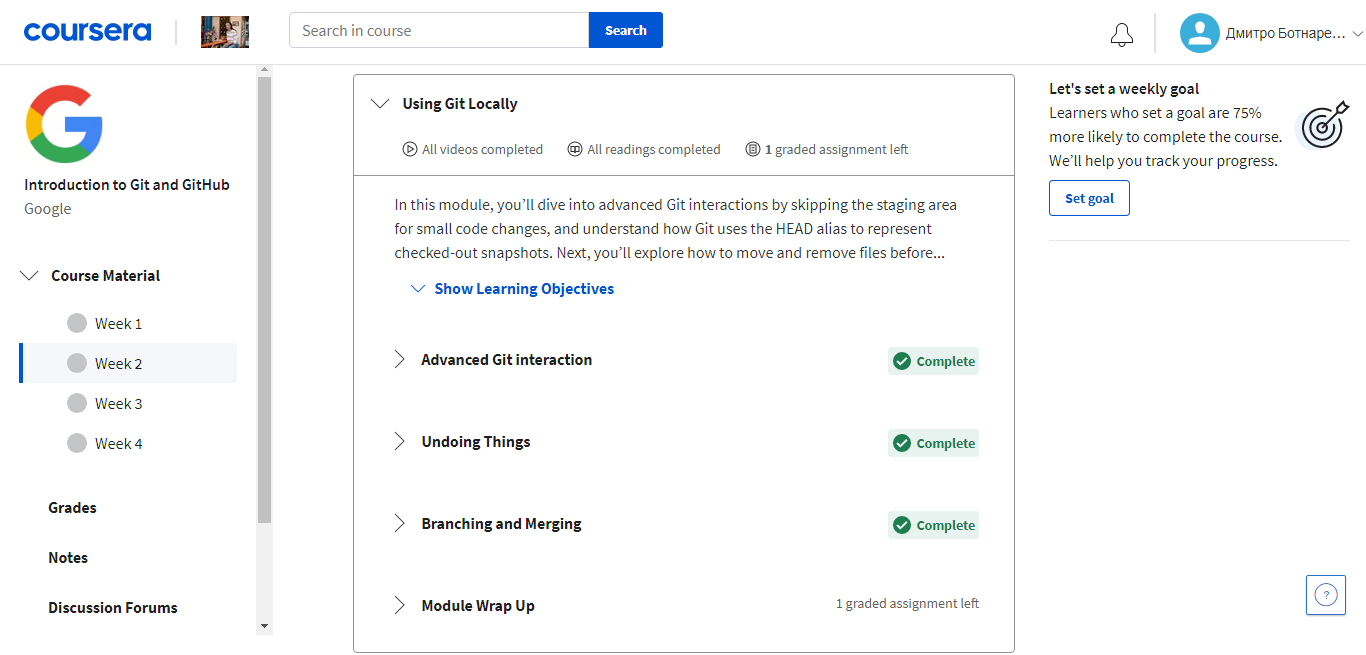 coursera
Search in course
Search
Дмитро Ботнаре...
Introduction to Git and GitHub
Google
Course Material
Week 1
Week 2
Week 3
Week 4
Grades
Notes
Discussion Forums
Using Git Locally
All videos completed
All readings completed
1 graded assignment left
In this module, you’ll dive into advanced Git interactions by skipping the staging area
for small code changes, and understand how Git uses the HEAD alias to represent
checked-out snapshots. Next, you’ll explore how to move and remove files before...
Show Learning Objectives
Advanced Git interaction
Complete
Undoing Things
Complete
Branching and Merging
Complete
Module Wrap Up
1 graded assignment left
Let's set a weekly goal
Learners who set a goal are 75%
more likely to complete the course.
We’ll help you track your progress.
Set goal
?